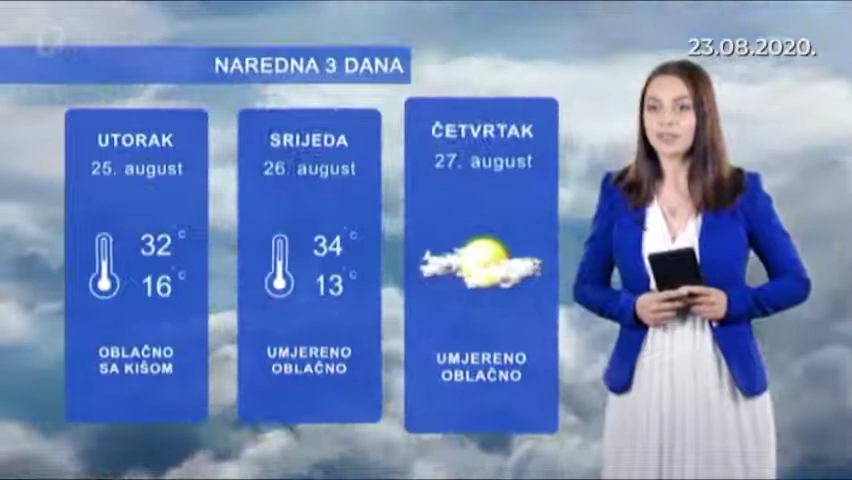 23.08.2020.
NAREDNA 3 DANA
UTORAK
25. august
32°c
16°c
OBLAČNO
SA KIŠOM
SRIJEDA
26. august
34°c
13°c
UMJERENO
OBLAČNO
ČETVRTAK
27. august
UMJERENO
OBLAČNO